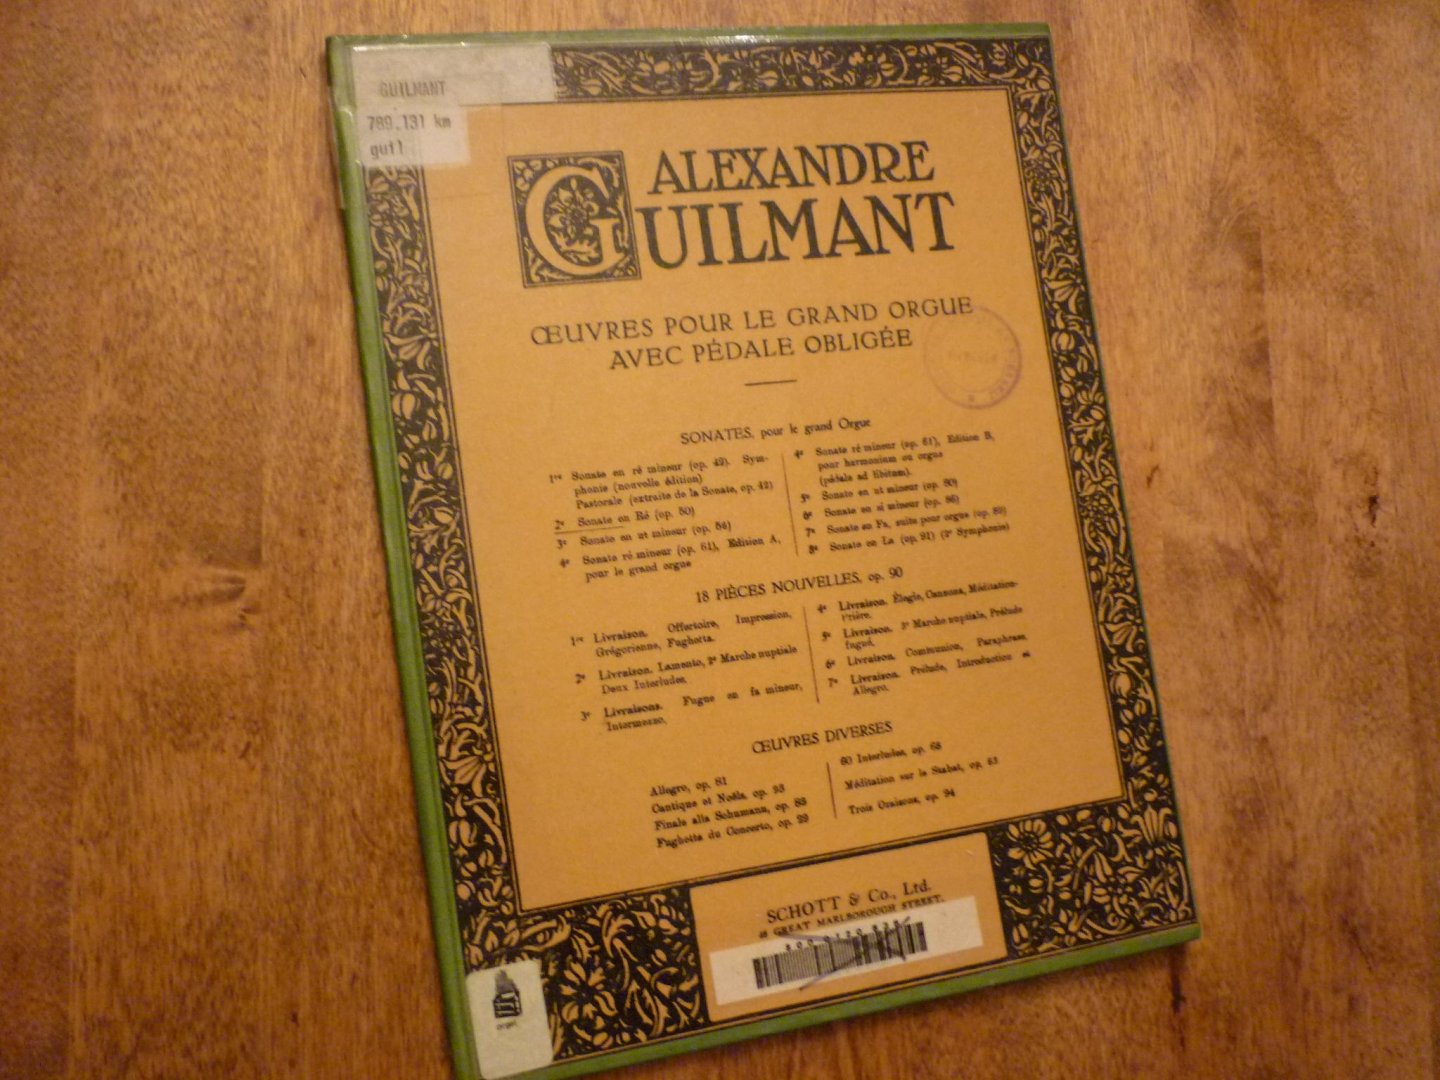 GUILMANT
789.131 km
guil
ALEXANDRE
GUILMANT
ŒUVRES POUR LE GRAND ORGUE
AVEC PÉDALE OBLIGÉE
SONATES, pour le grand Orgue
1re Sonate en ré mineur (op. 42). Sym-
phonie (nouvelle édition)
Pastorale (extraite de la Sonate, op. 42)
2e Sonate en Ré (op. 50)
3e Sonate en ut mineur (op. 56)
4e Sonate ré mineur (op. 61), Edition A,
pour le grand orgue
4e Sonate ré mineur (op. 61), Edition B,
pour harmonium ou orgue
(pédale ad libitum).
5e Sonate en ut mineur (op. 80)
6e Sonate en si mineur (op. 86)
7e Sonate en Fa, suite pour orgue (op. 89)
8e Sonate en La (op. 91) (2e Symphonie)
18 PIÈCES NOUVELLES, op. 90
1re Livraison. Offertoire, Impression,
Grégorienne, Fughetta.
2e Livraison. Lamento, 2e Marche nuptiale
Deux Interludes.
3e Livraisons. Fugue en fa mineur,
Intermezzo,
4e Livraison. Élegie, Canzona, Méditation-
Prière.
5e Livraison. 3e Marche nuptiale, Prélude
fugué.
6e Livraison. Communion, Paraphrase.
7e Livraison. Prélude, Introduction et
Allegro.
ŒUVRES DIVERSES
Allegro, op. 81
Cantique et Noëls, op. 93
Finale alla Schumann, op. 83
Fughetta du Concerto, op. 29
60 Interludes, op. 68
Méditation sur le Stabat, op. 63
Trois Oraisons, op. 94
SCHOTT & Co., Ltd.
48 GREAT MARLBOROUGH STREET,
orgel